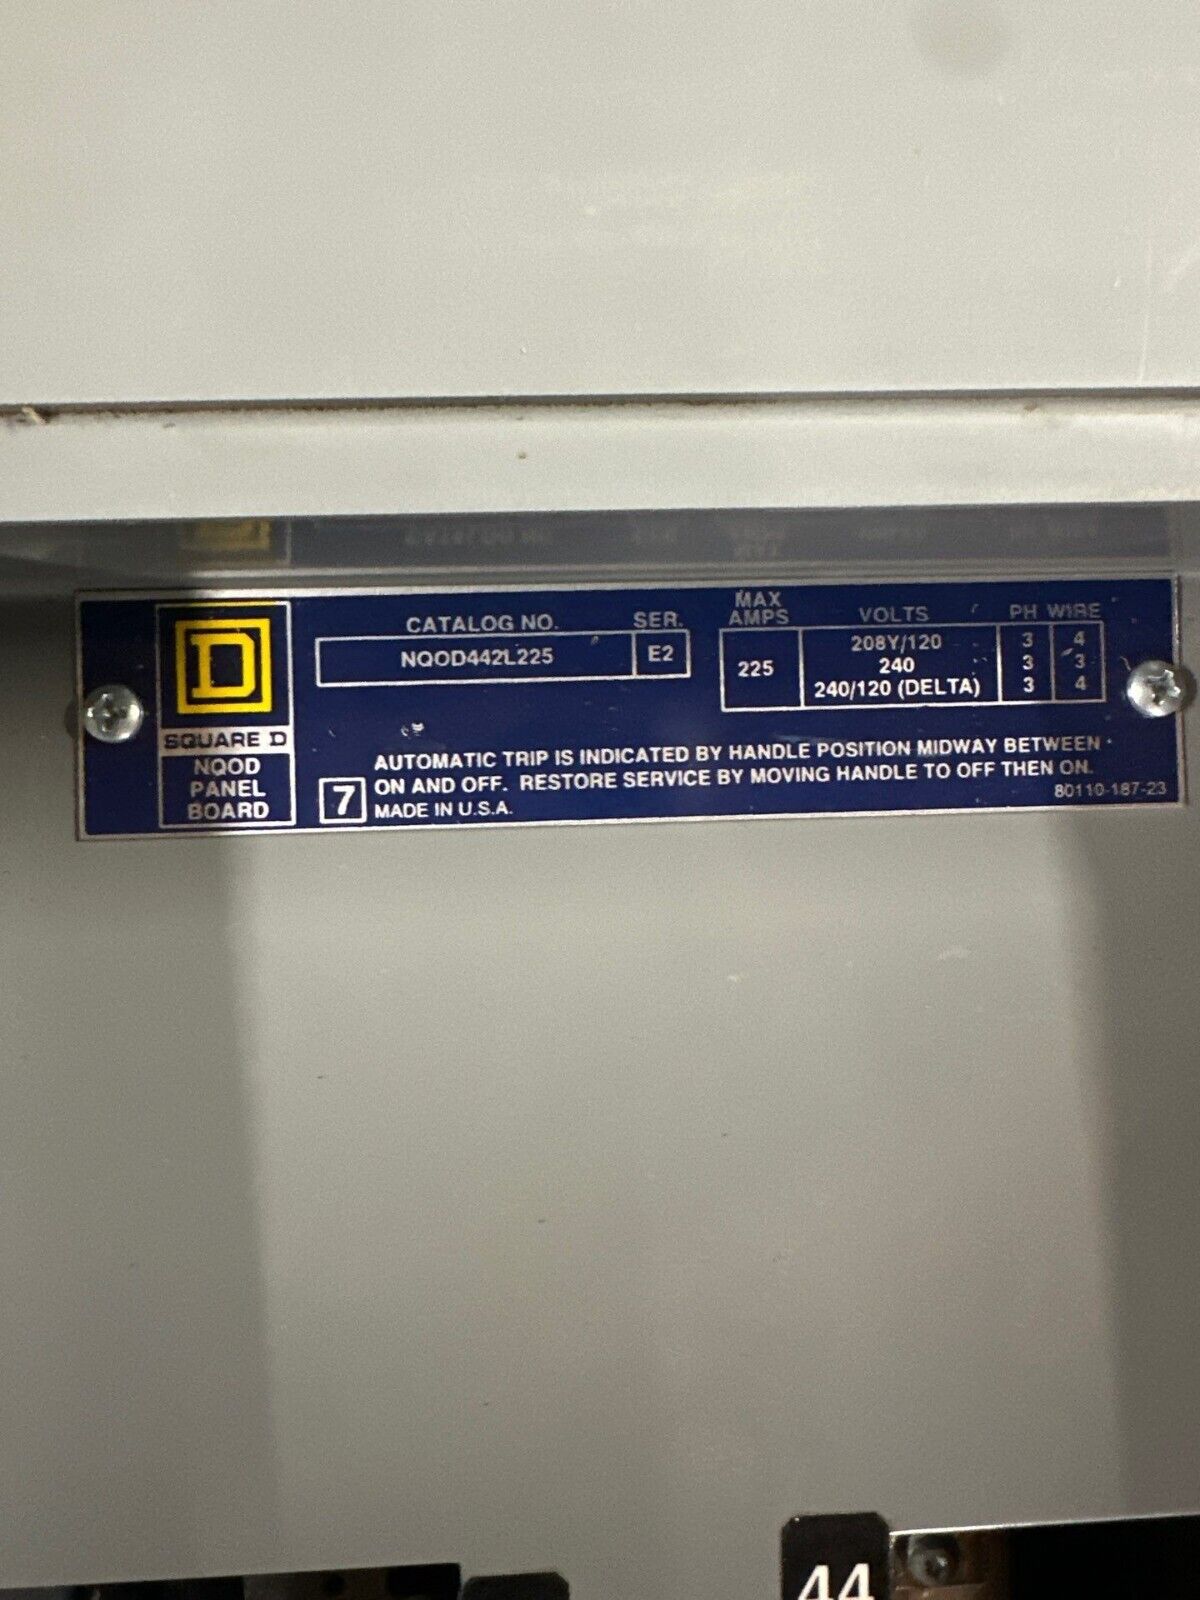 D
SQUARE D
NQOD
PANEL
BOARD
CATALOG NO. SER.
NQOD442L225 E2
MAX
AMPS VOLTS PH WIRE
225
208Y/120 3 4
240 3 3
240/120 (DELTA) 3 4
7
AUTOMATIC TRIP IS INDICATED BY HANDLE POSITION MIDWAY BETWEEN
ON AND OFF. RESTORE SERVICE BY MOVING HANDLE TO OFF THEN ON.
MADE IN U.S.A.
80110-187-23
44